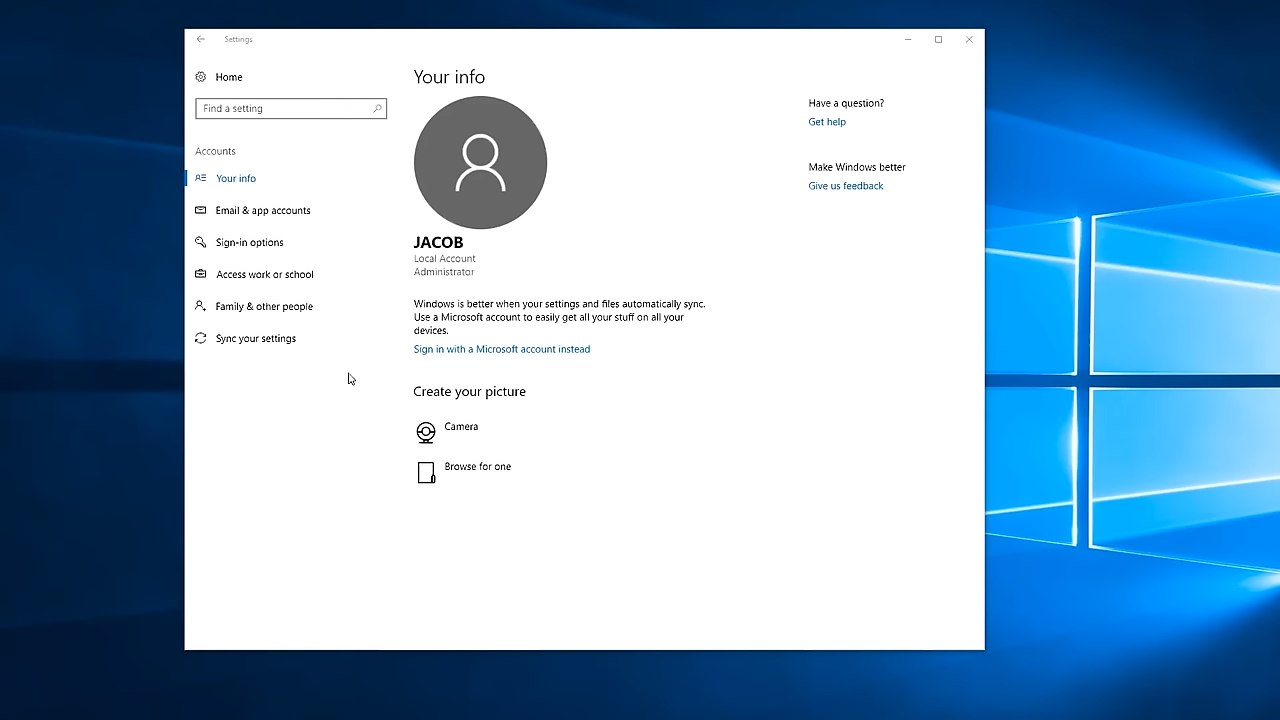 Settings
Home
Find a setting
Accounts
Your info
Email & app accounts
Sign-in options
Access work or school
Family & other people
Sync your settings
Your info
JACOB
Local Account
Administrator
Windows is better when your settings and files automatically sync.
Use a Microsoft account to easily get all your stuff on all your
devices.
Sign in with a Microsoft account instead
Create your picture
Camera
Browse for one
Have a question?
Get help
Make Windows better
Give us feedback